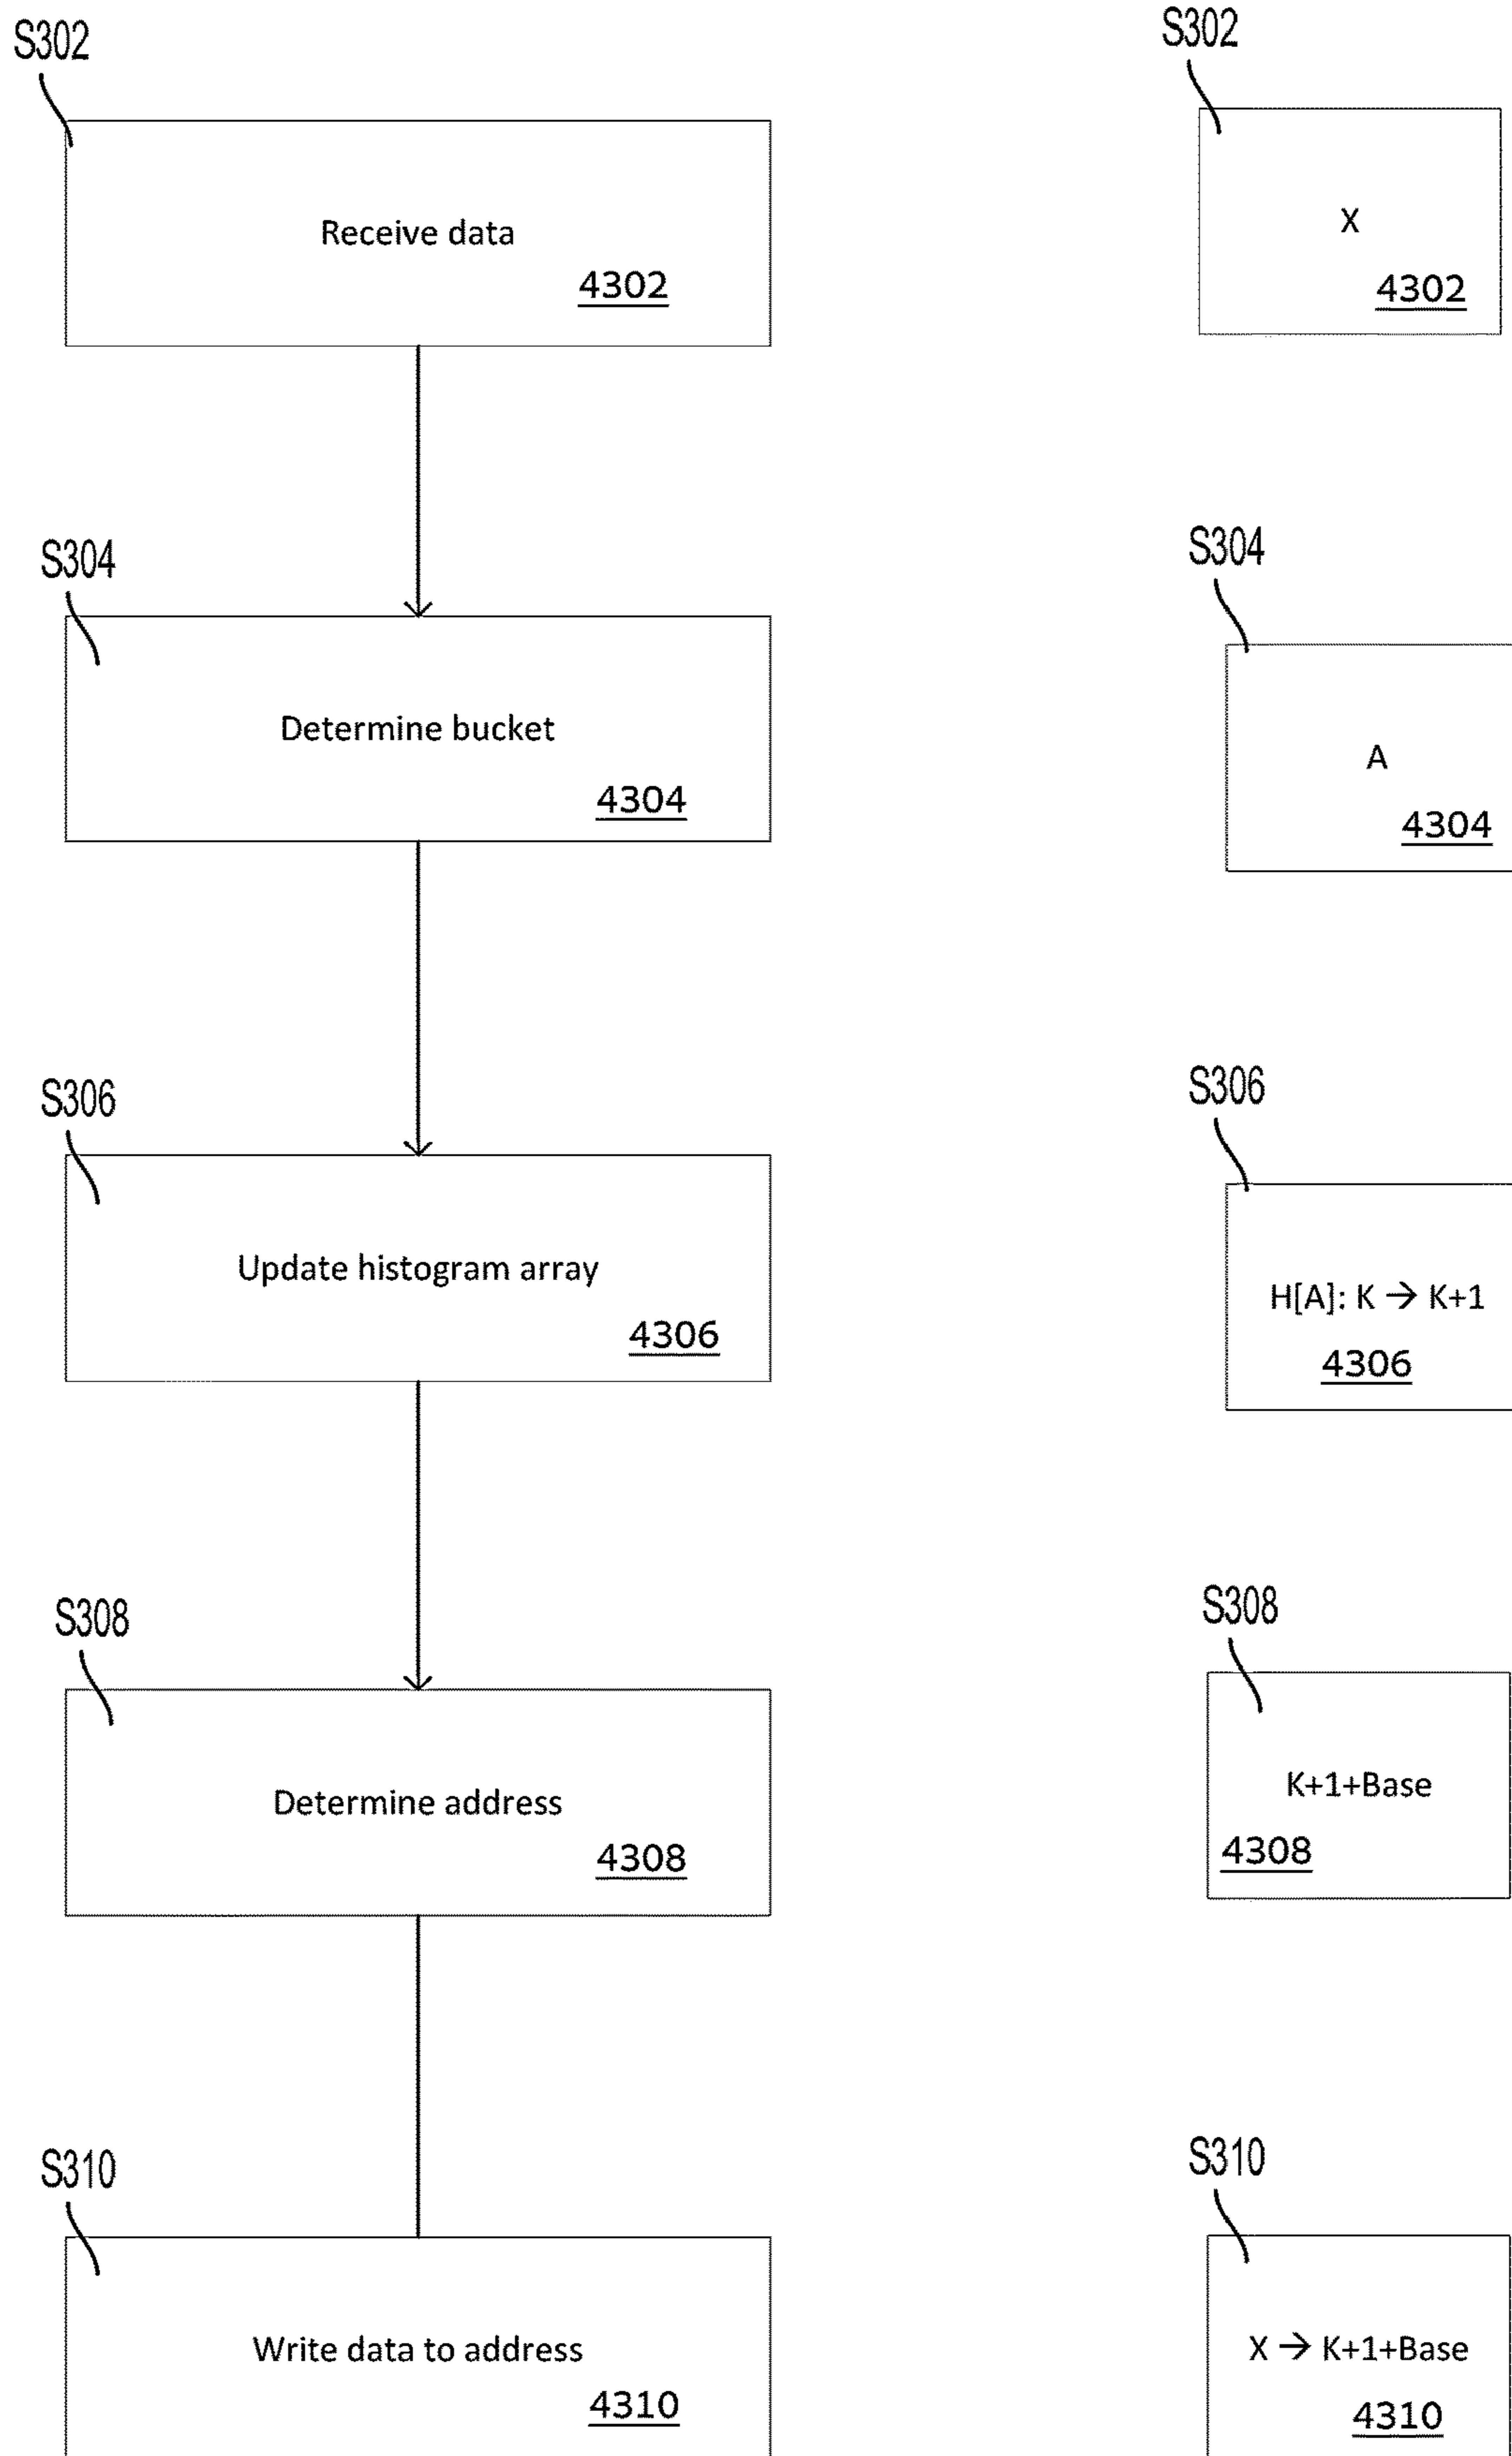 S302
Receive data
4302
S302
X
4302
S304
Determine bucket
4304
S304
A
4304
S306
Update histogram array
4306
S306
H[A]: K → K+1
4306
S308
Determine address
4308
S308
K+1+Base
4308
S310
Write data to address
4310
S310
X → K+1+Base
4310